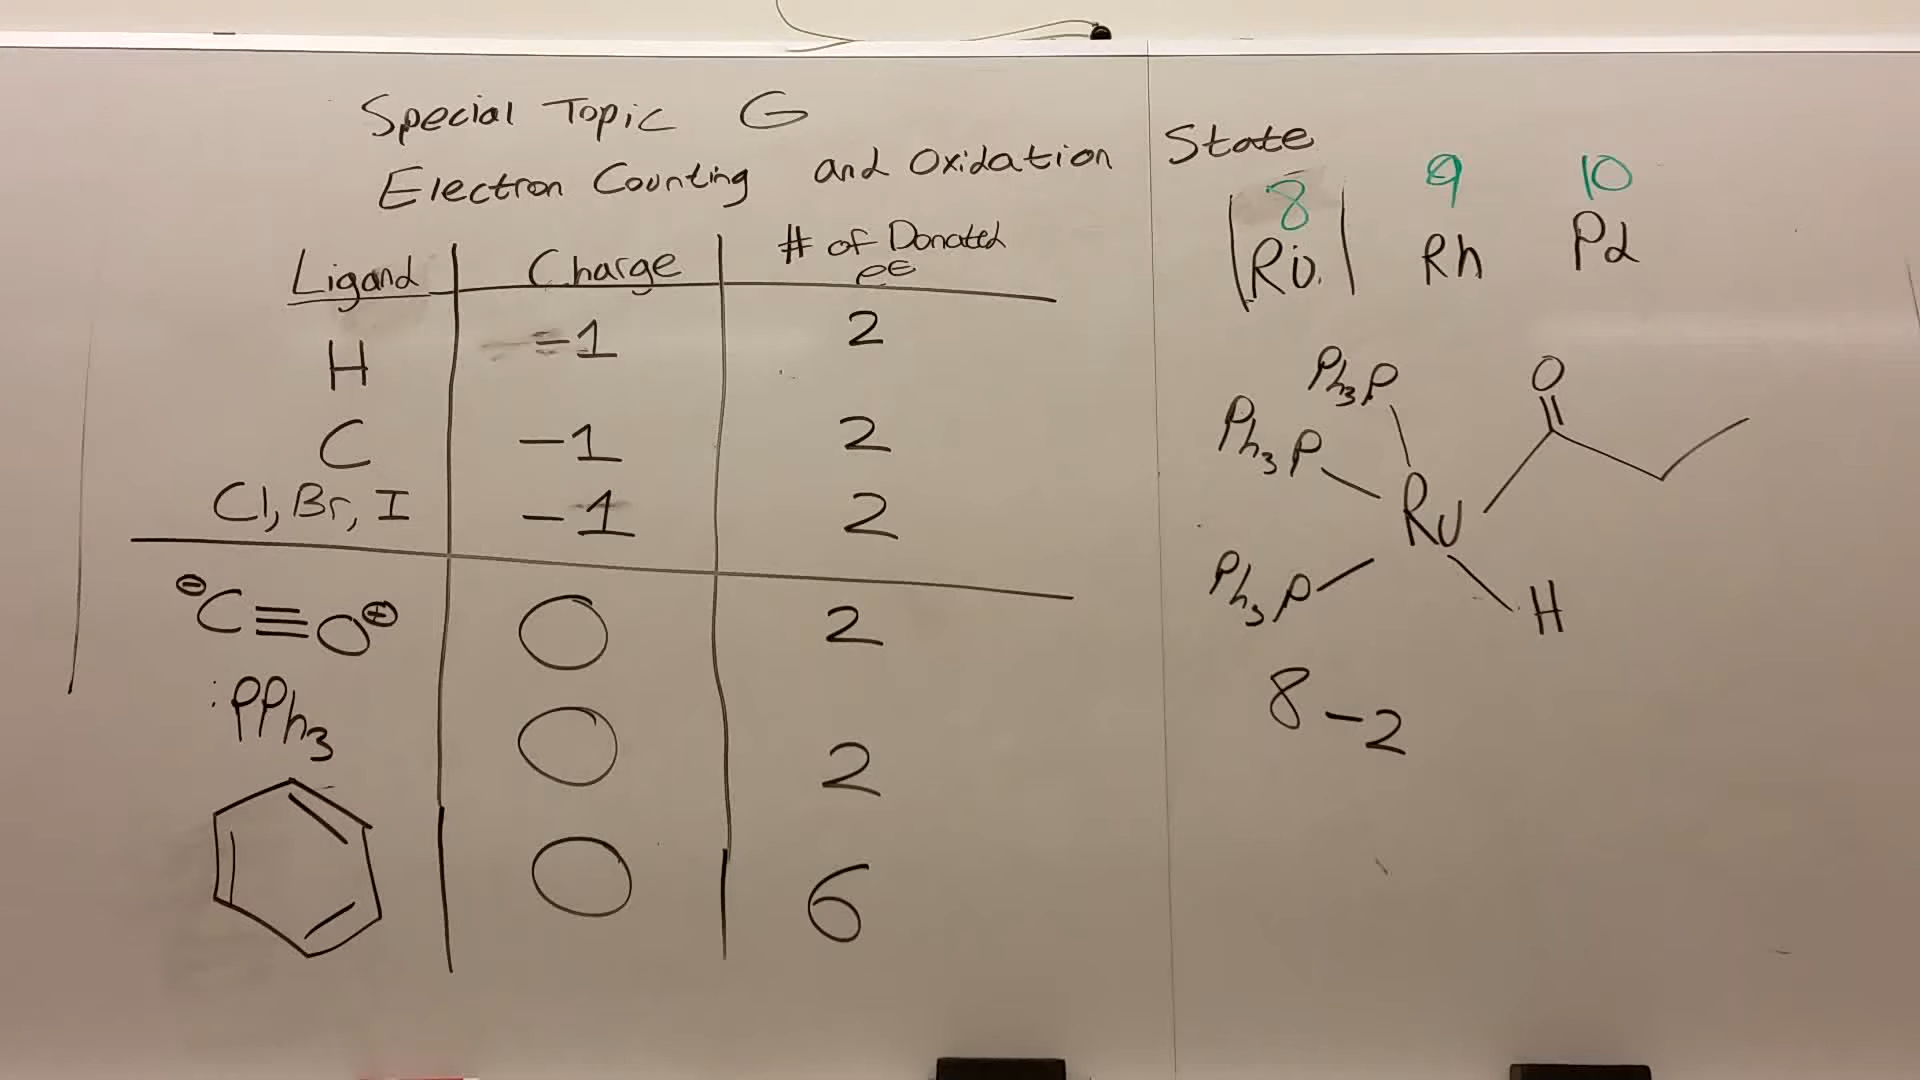 Special Topic G
Electron Counting and Oxidation State
8 9 10
Ru. Rh Pd
Ligand Charge # of Donated
ee
H -1 2
C -1 2
Cl, Br, I -1 2
⊖C≡O⊕ 0 2
:PPh3 0 2
0 6
Ph3P O
Ph3P
Ru
Ph3P H
8-2